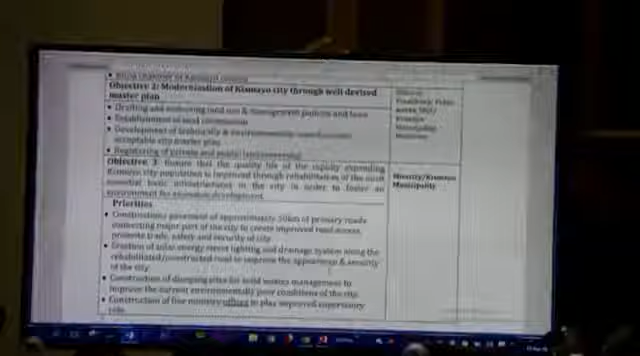 Objective 2: Modernization of Kismayo city through well devised
master plan
Drafting and endorsing land use & management policies and laws
Establishment of land commission
Development of technically & environmentally
acceptable city master plan
Registering of private and public
Objective 3: Ensure that the quality life of the rapidly expanding
Kismayo city population is improved through rehabilitation of the most
essential basic infrastructures in the city in order to foster an
environment for economic development.
Ministry/Kismayo
Municipality
Priorities
Construction/pavement of approximately 50km of primary roads
connecting major part of the city to create improved road access,
promote trade, safety and security of city
Erection of solar energy street lighting and drainage system along the
rehabilitated/constructed road to improve the appearance & security
of the city
Construction of dumping sites for solid wastes management to
improve the current environmentally poor conditions of the city.
Construction of five ministry offices to play improved supervisory
role.